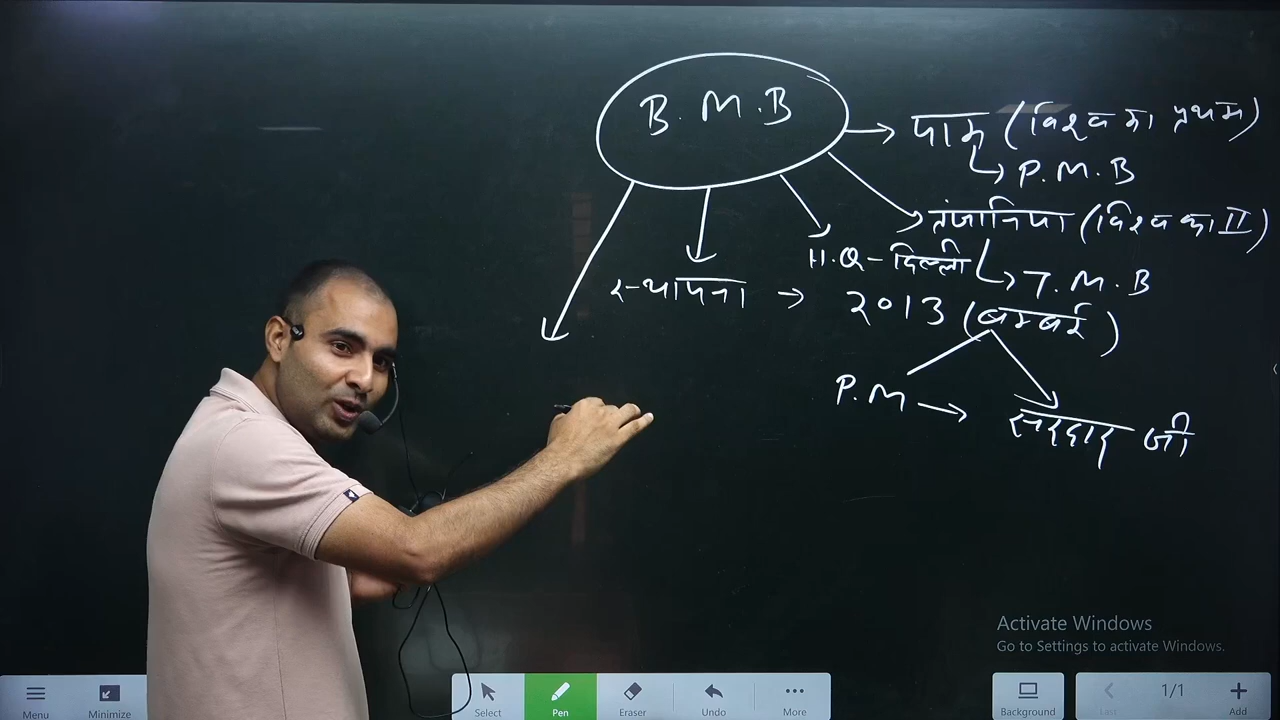 B. M. B
→ पाक (विश्व का प्रथम)
→ P. M. B
तंजानिया (विश्व का II)
H.Q - दिल्ली → T. M. B
स्थापना → 2013 (बम्बई)
P.M → सरदार जी
Activate Windows
Go to Settings to activate Windows.
Menu Minimize Select Pen Eraser Undo More Background Last 1/1 Add